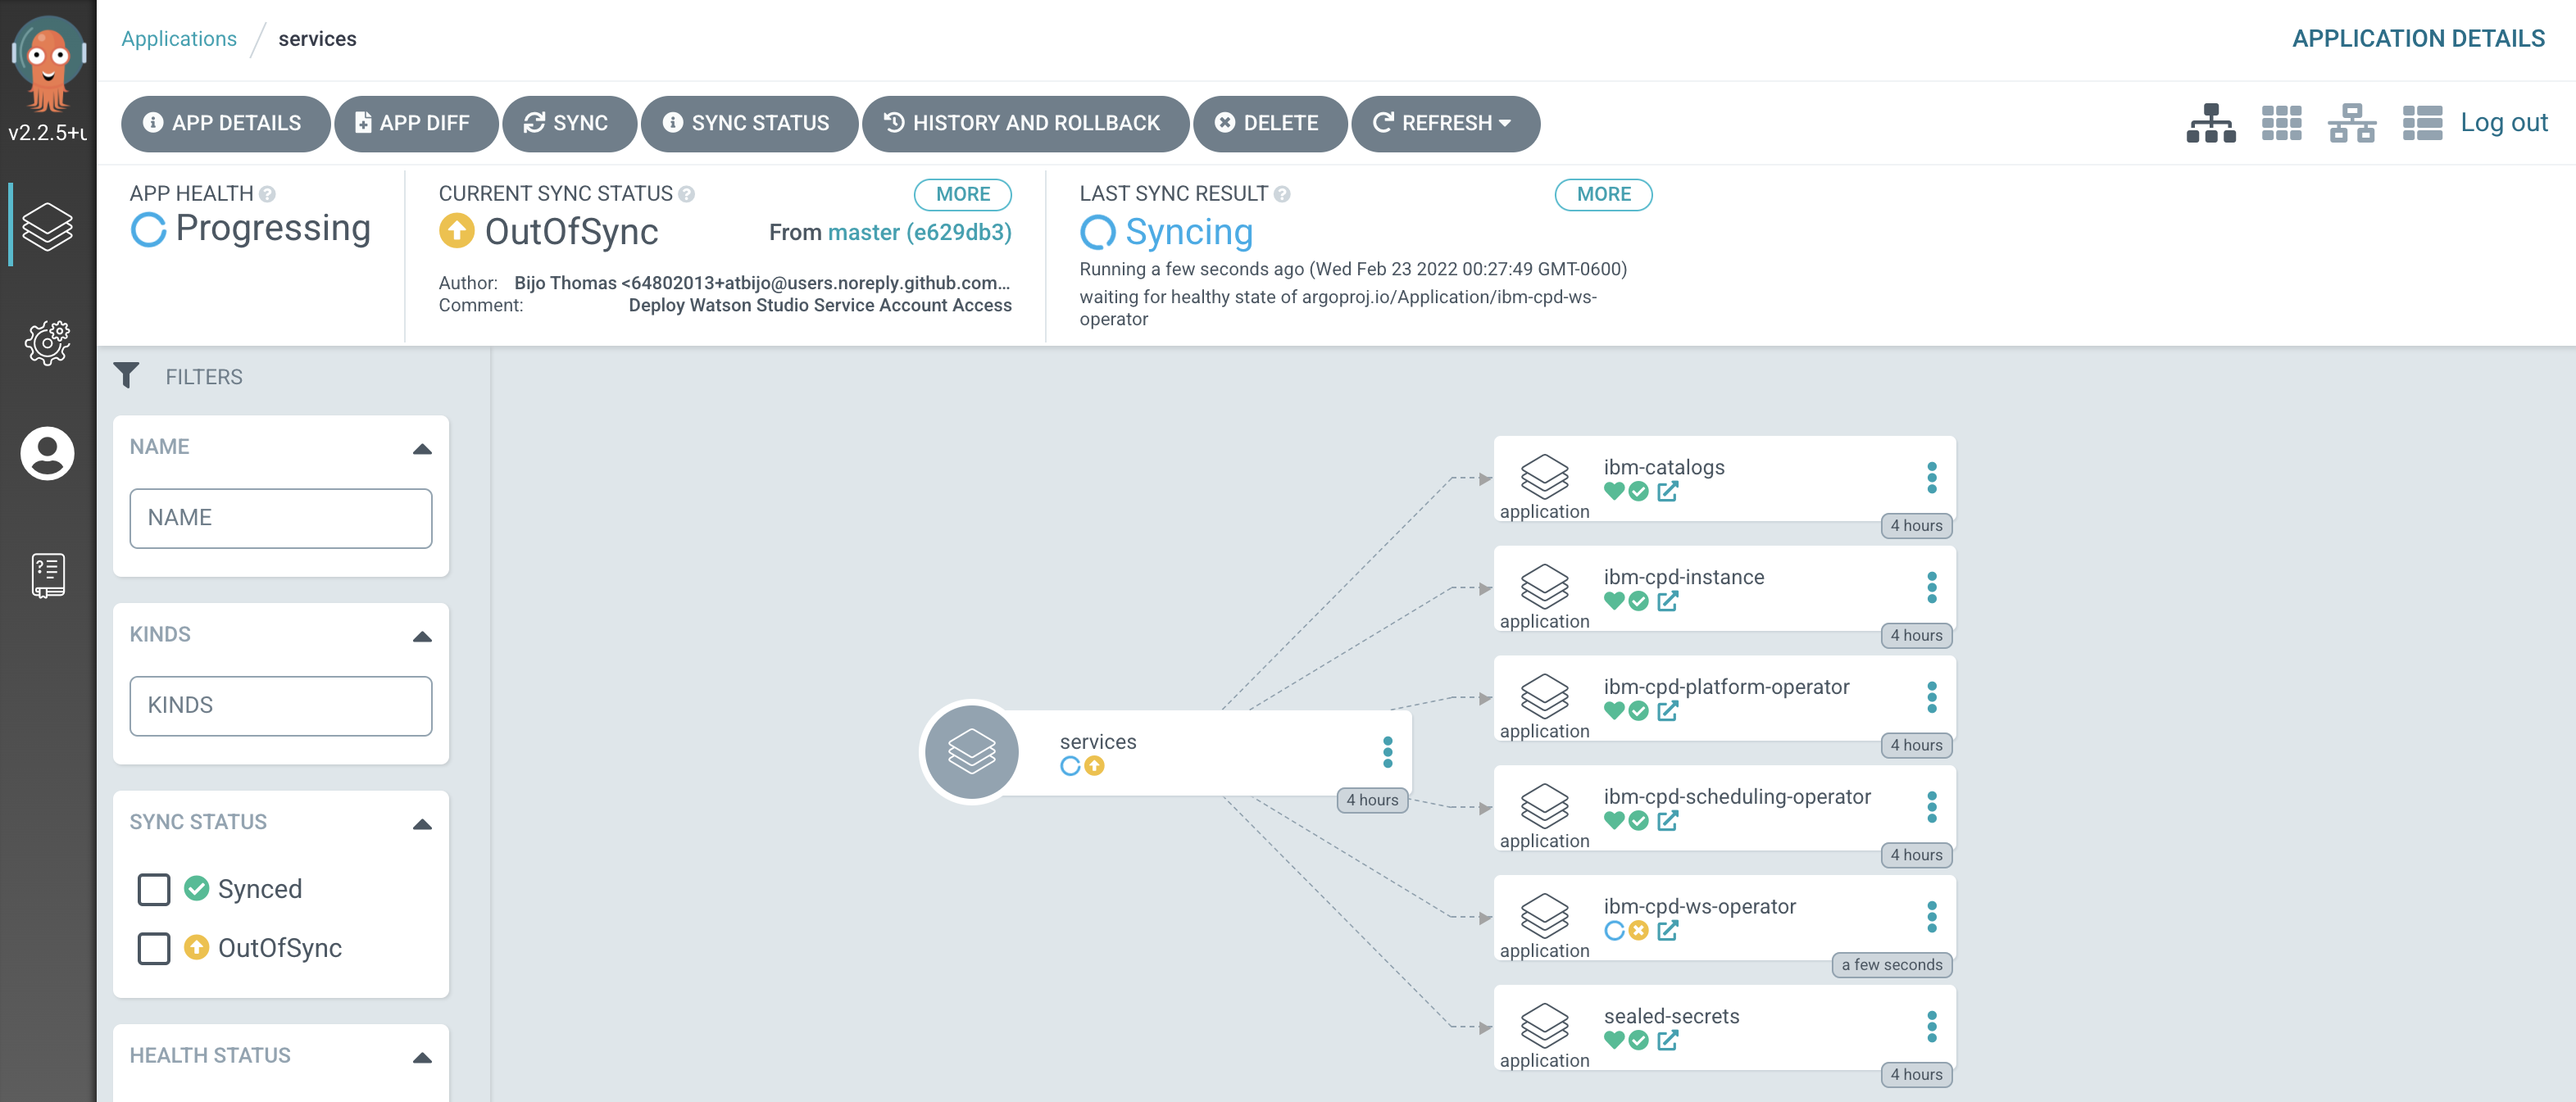 Applications / services
APPLICATION DETAILS
v2.2.5+u
APP DETAILS
APP DIFF
SYNC
SYNC STATUS
HISTORY AND ROLLBACK
DELETE
REFRESH
Log out
APP HEALTH
Progressing
CURRENT SYNC STATUS
MORE
OutOfSync
From master (e629db3)
Author: Bijo Thomas <64802013+atbijo@users.noreply.github.com...
Comment: Deploy Watson Studio Service Account Access
LAST SYNC RESULT
MORE
Syncing
Running a few seconds ago (Wed Feb 23 2022 00:27:49 GMT-0600)
waiting for healthy state of argoproj.io/Application/ibm-cpd-ws-
operator
FILTERS
NAME
NAME
KINDS
KINDS
SYNC STATUS
Synced
OutOfSync
HEALTH STATUS
services
4 hours
ibm-catalogs
application
4 hours
ibm-cpd-instance
application
4 hours
ibm-cpd-platform-operator
application
4 hours
ibm-cpd-scheduling-operator
application
4 hours
ibm-cpd-ws-operator
application
a few seconds
sealed-secrets
application
4 hours